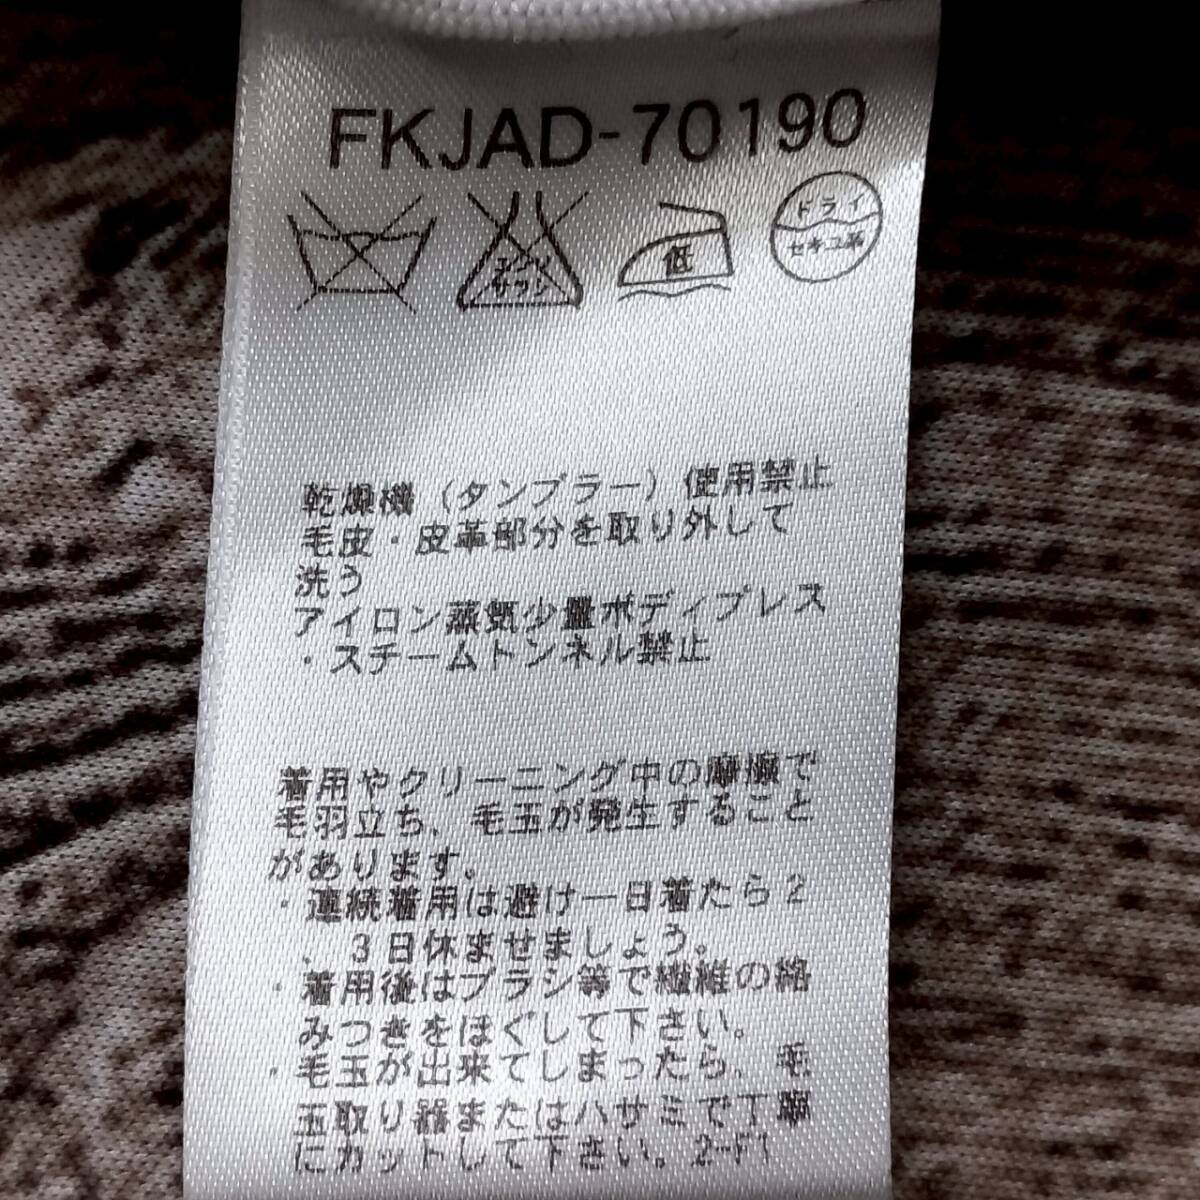 FKJAD-70190
エンソ
サラシ
低
ドライ
セキユ系
乾燥機（タンブラー）使用禁止
毛皮・皮革部分を取り外して
洗う
アイロン蒸気少量ボディプレス
・スチームトンネル禁止
着用やクリーニング中の摩擦で
毛羽立ち、毛玉が発生すること
があります。
・連続着用は避け一日着たら２
、３日休ませましょう。
・着用後はブラシ等で繊維の絡
みつきをほぐして下さい。
・毛玉が出来てしまったら、毛
玉取り器またはハサミで丁寧
にカットして下さい。2-F1